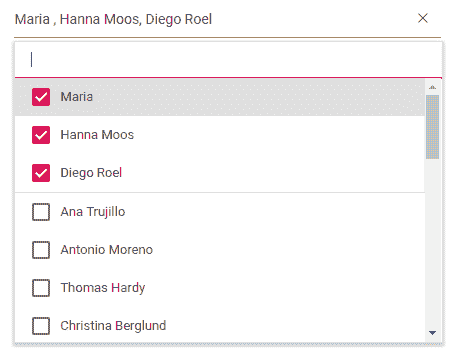 Maria , Hanna Moos, Diego Roel
Maria
Hanna Moos
Diego Roel
Ana Trujillo
Antonio Moreno
Thomas Hardy
Christina Berglund